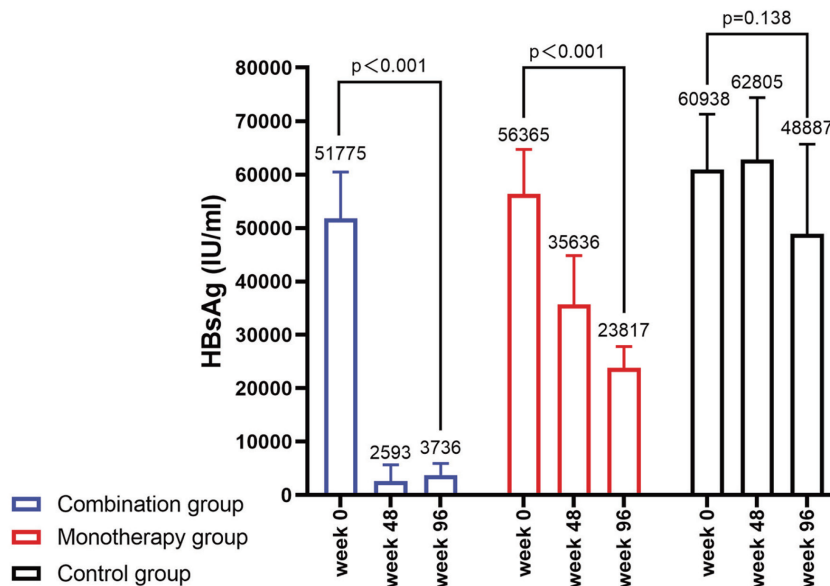 p=0.138
p＜0.001
p＜0.001
HBsAg (IU/ml)
80000
70000
60000
50000
40000
30000
20000
10000
0
51775
2593
3736
56365
35636
23817
60938
62805
48887
week 0
week 48
week 96
week 0
week 48
week 96
week 0
week 48
week 96
Combination group
Monotherapy group
Control group